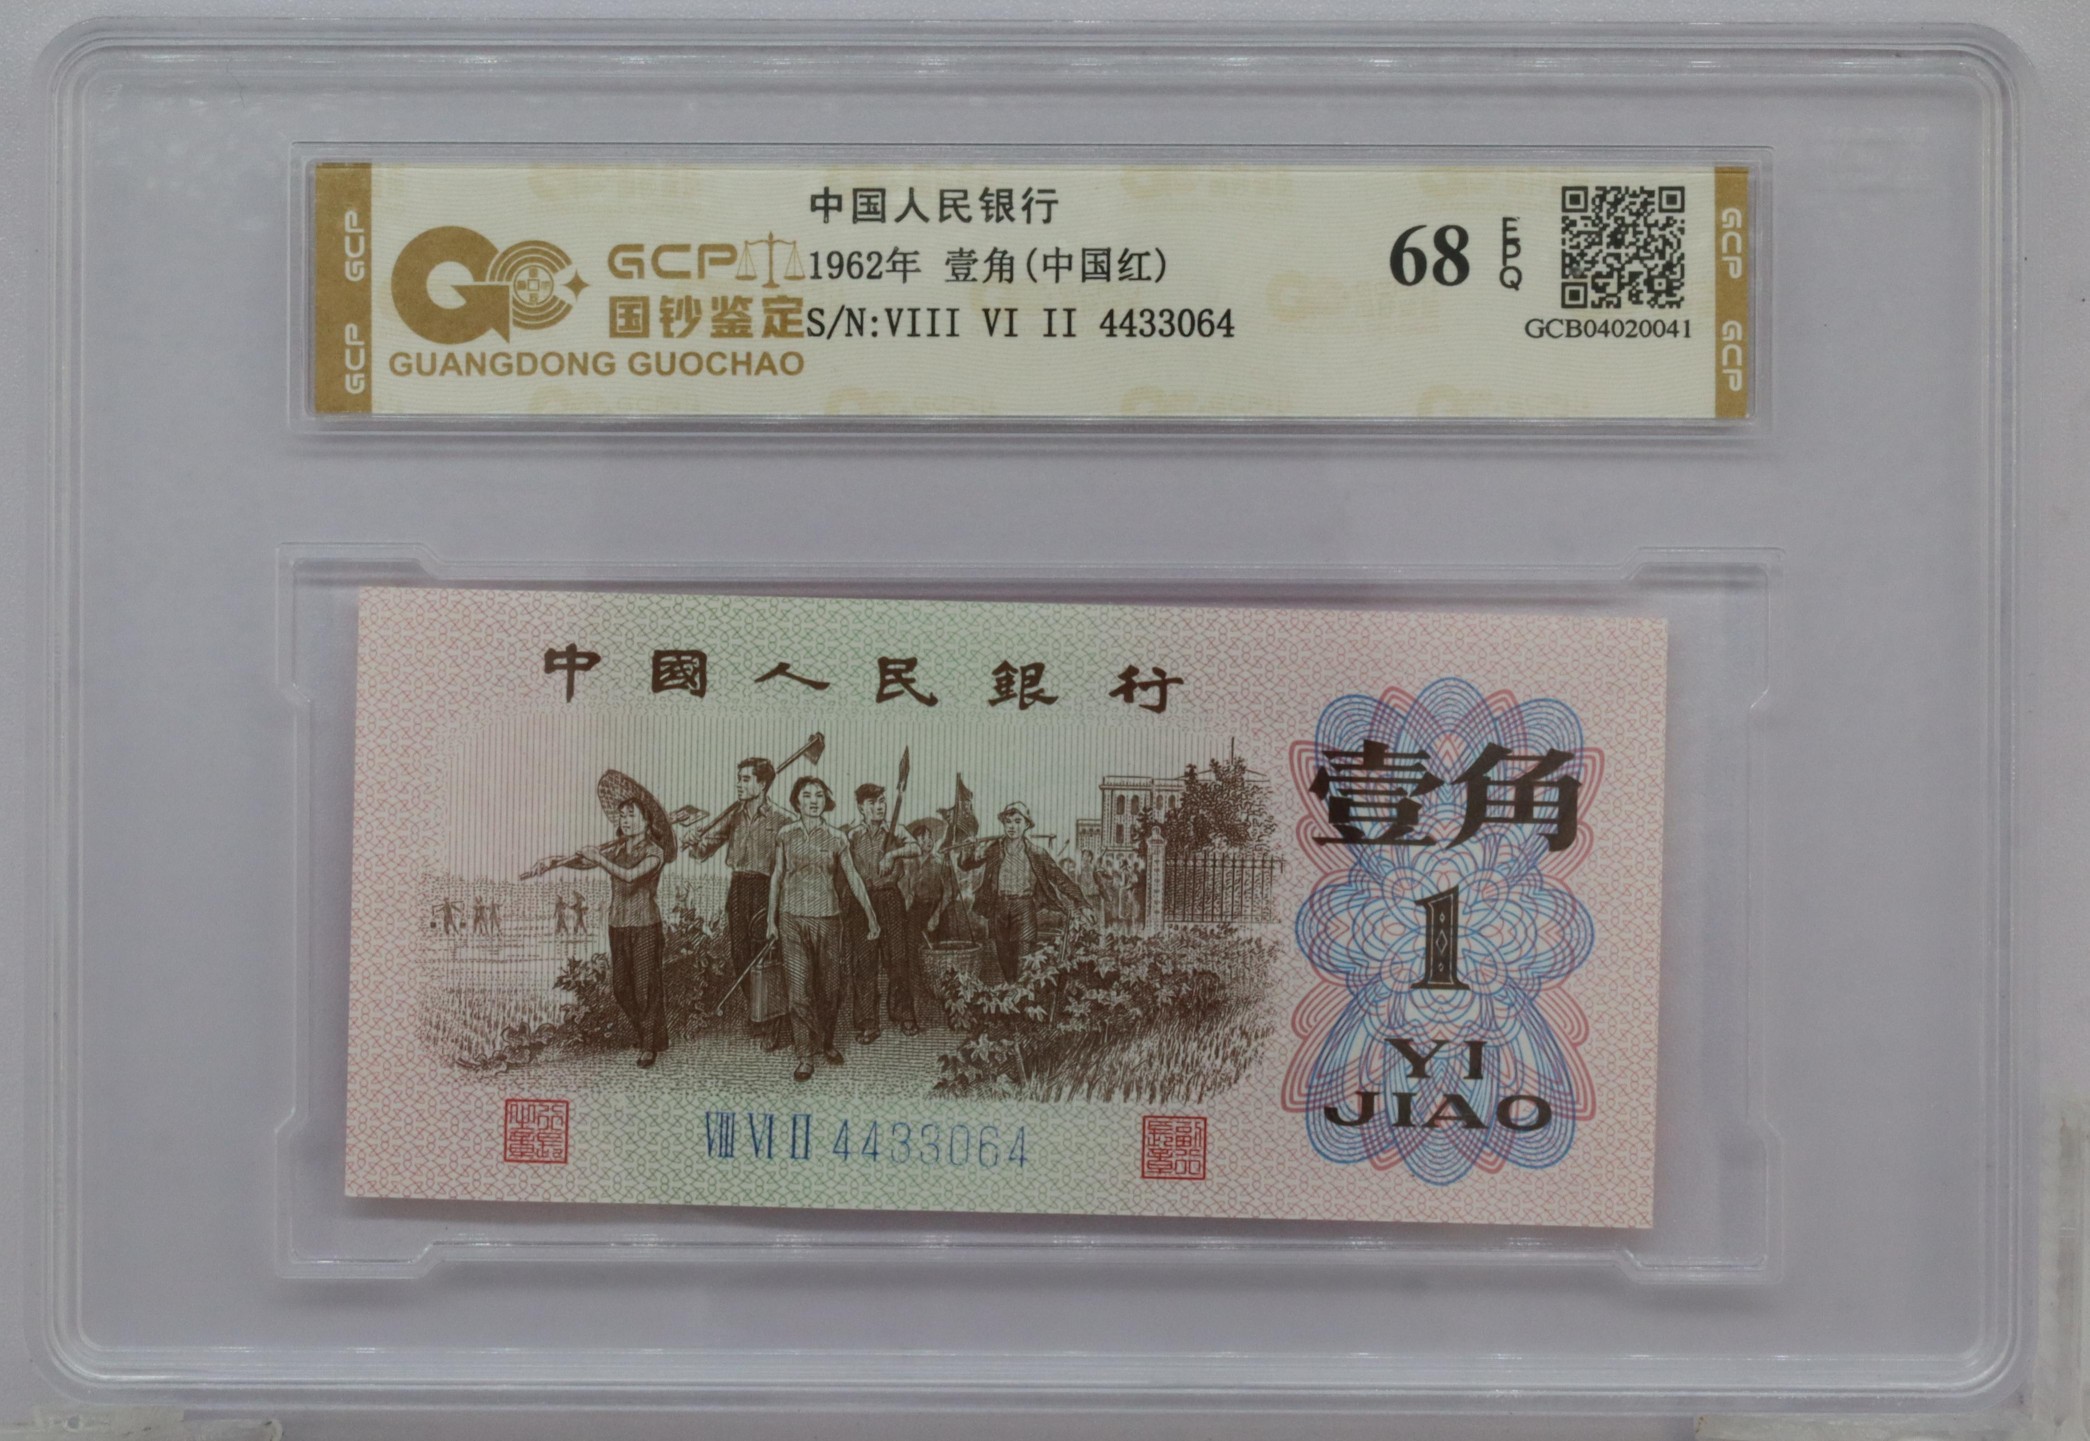 中国人民银行
GCP
国钞鉴定
GUANGDONG GUOCHAO
1962年 壹角(中国红)
S/N:VIII VI II 4433064
68
EPQ
GCB04020041
GCP
GCP
GCP
GCP
中國人民銀行
壹角
1
YI
JIAO
VIII VI II 4433064